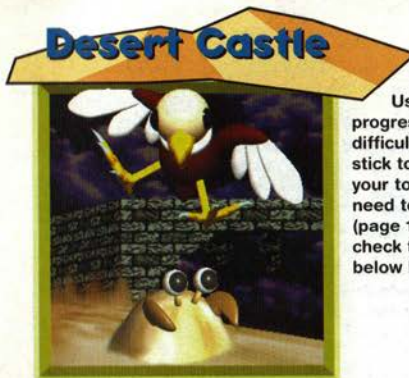 Desert Castle
Us
progres
difficul
stick to
your to
need to
(page 1
check t
below i